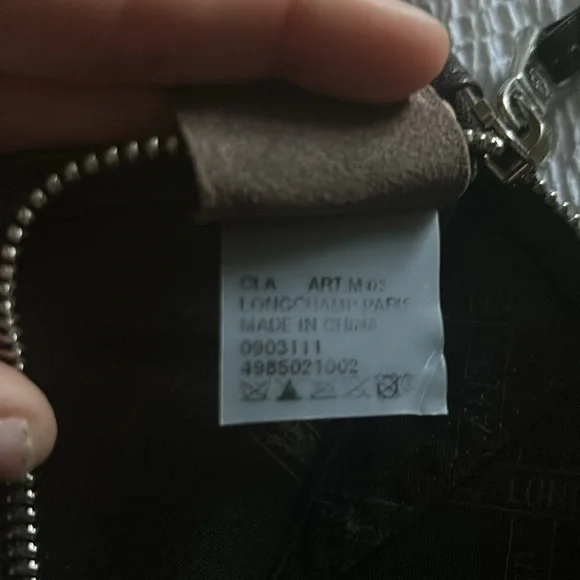 CLA ART.M
LONGCHAMP PARIS
MADE IN CHINA
0903111
4985021002